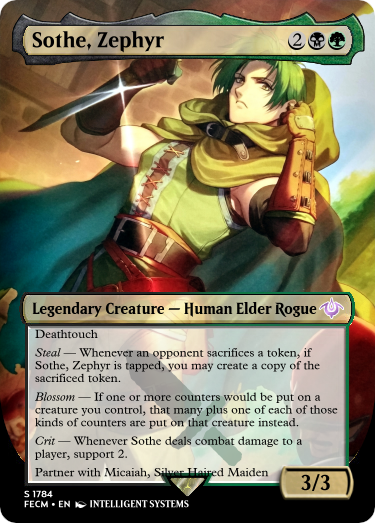 Sothe, Zephyr 2
Legendary Creature — Human Elder Rogue
Deathtouch
Steal — Whenever an opponent sacrifices a token, if
Sothe, Zephyr is tapped, you may create a copy of the
sacrificed token.
Blossom — If one or more counters would be put on a
creature you control, that many plus one of each of those
kinds of counters are put on that creature instead.
Crit — Whenever Sothe deals combat damage to a
player, support 2.
Partner with Micaiah, Silver Haired Maiden
3/3
S 1784
FECM • EN INTELLIGENT SYSTEMS